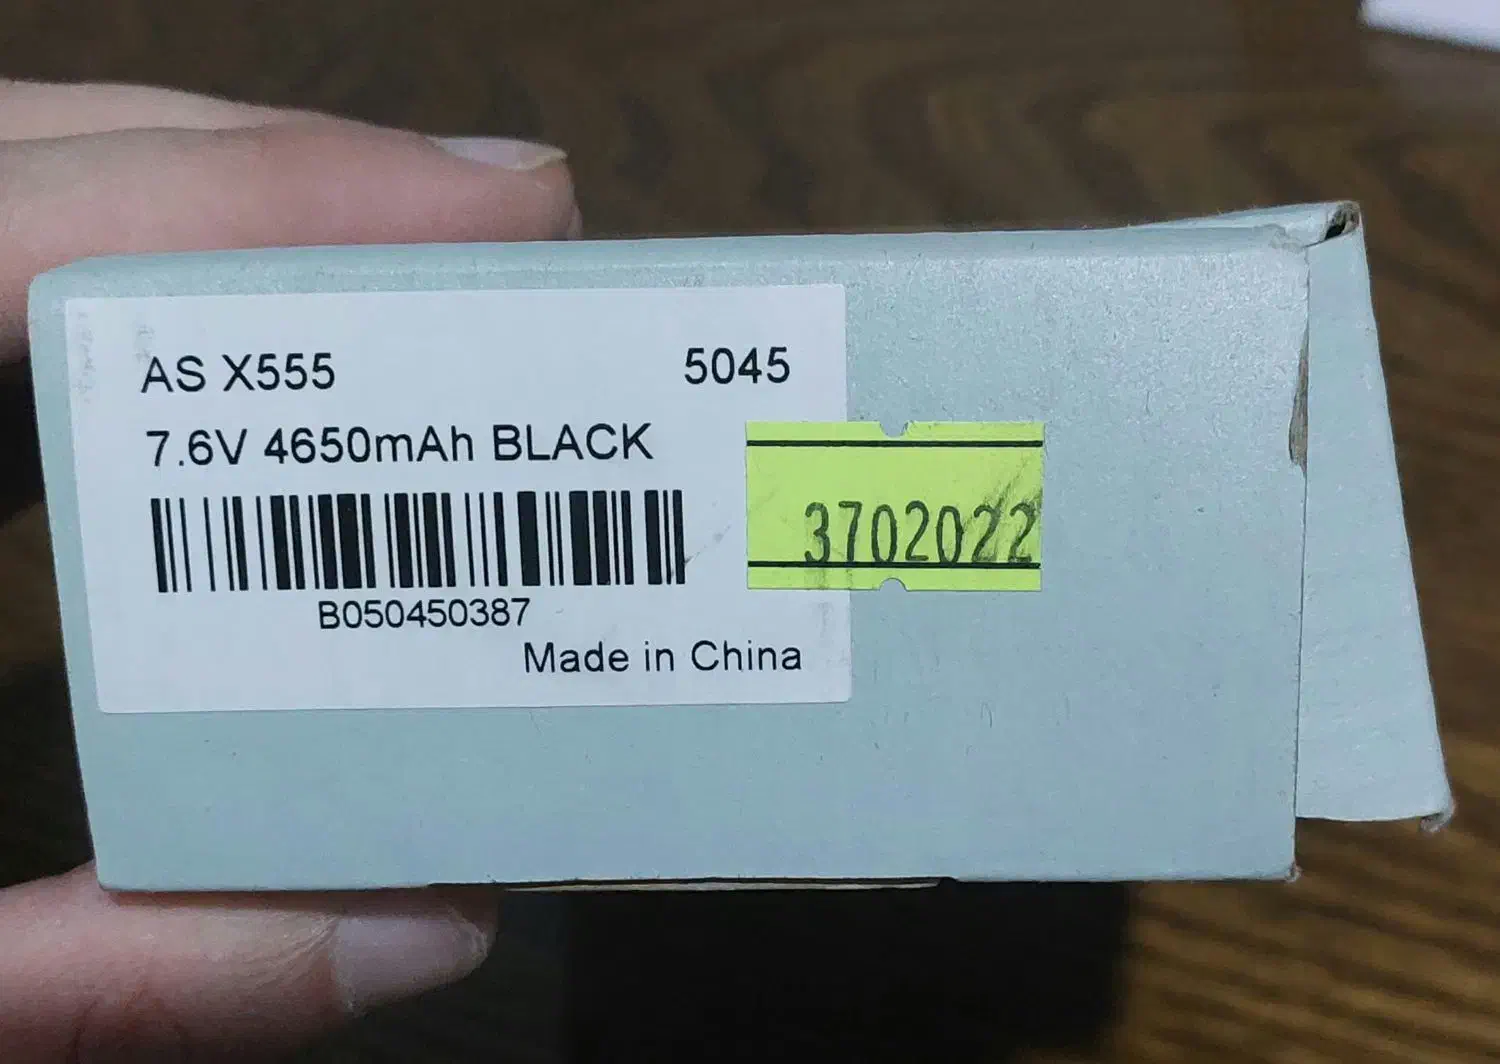 AS X555 5045
7.6V 4650mAh BLACK
3702022
B050450387
Made in China